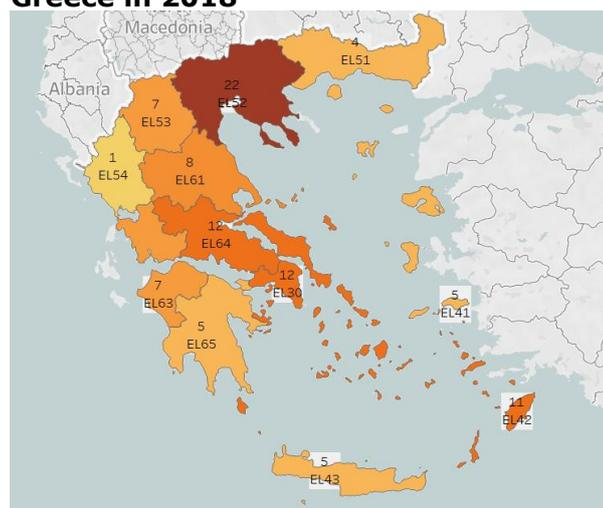 Greece in 2018
Macedonia
Albania
4
EL51
22
EL52
7
EL53
1
EL54
8
EL61
12
EL64
12
EL30
7
EL63
5
EL65
5
EL41
11
EL42
5
EL43